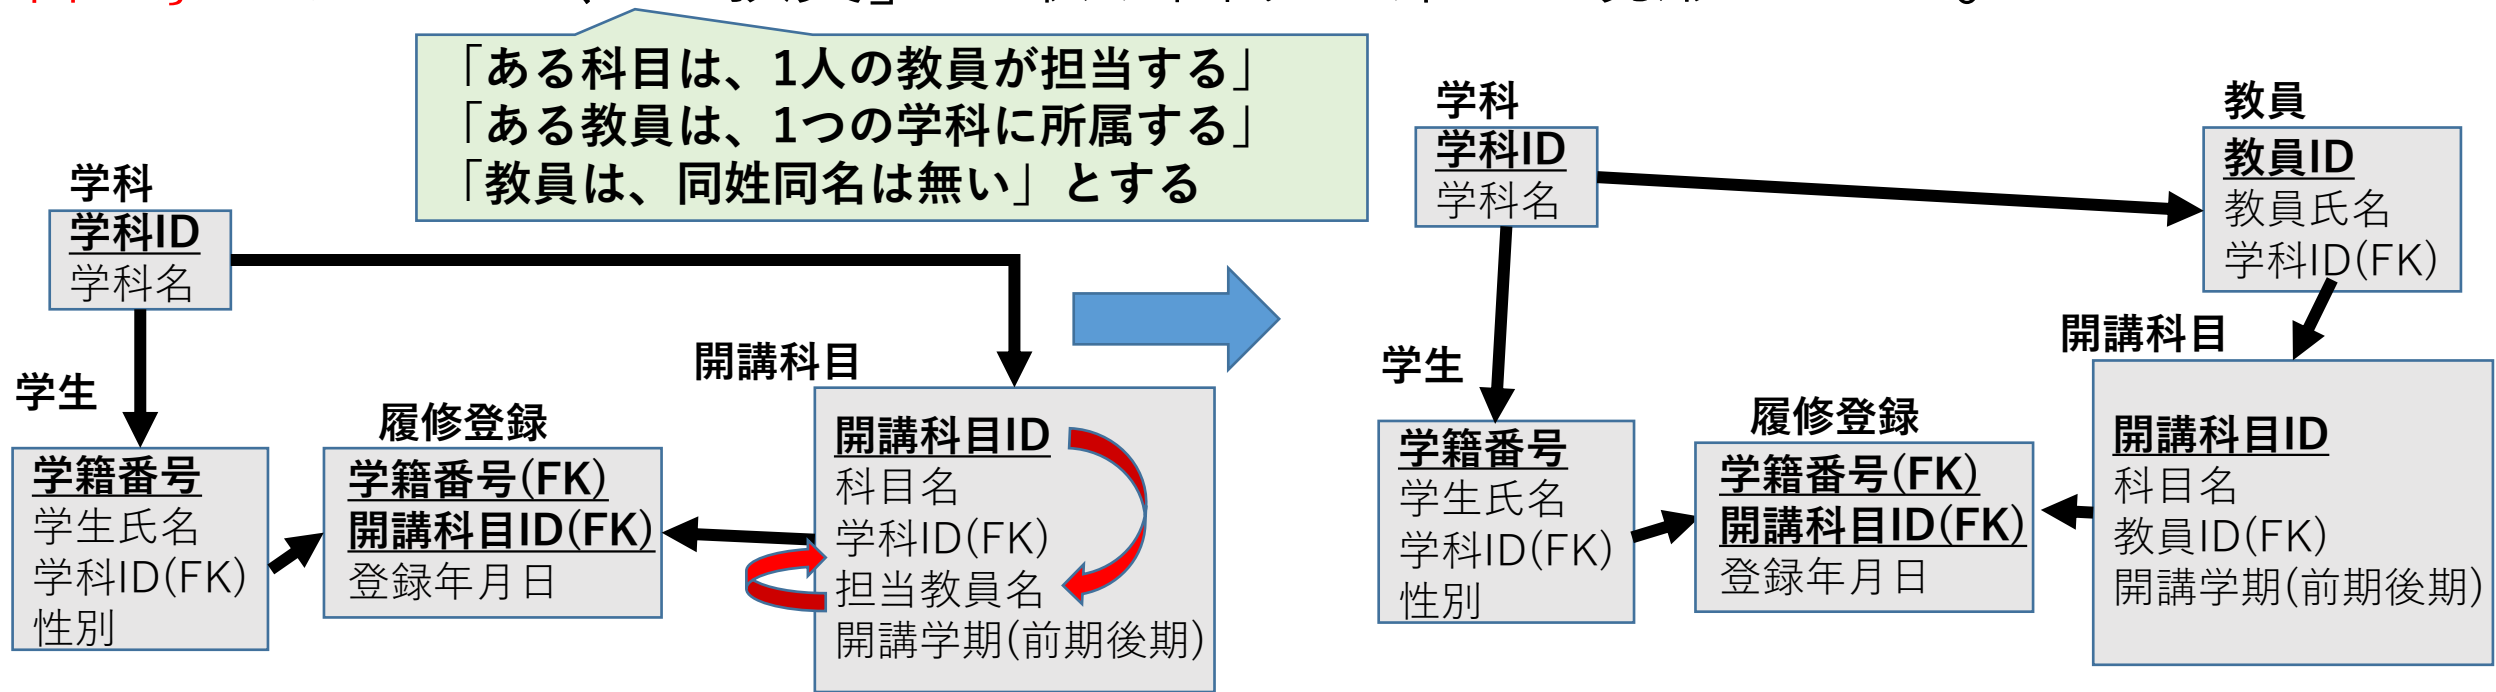 「ある科目は、1人の教員が担当する」
「ある教員は、1つの学科に所属する」
「教員は、同姓同名は無い」とする
学科
学科ID
学科名
学生
学籍番号
学生氏名
学科ID(FK)
性別
履修登録
学籍番号(FK)
開講科目ID(FK)
登録年月日
開講科目
開講科目ID
科目名
学科ID(FK)
担当教員名
開講学期(前期後期)
学科
学科ID
学科名
教員
教員ID
教員氏名
学科ID(FK)
学生
学籍番号
学生氏名
学科ID(FK)
性別
履修登録
学籍番号(FK)
開講科目ID(FK)
登録年月日
開講科目
開講科目ID
科目名
教員ID(FK)
開講学期(前期後期)